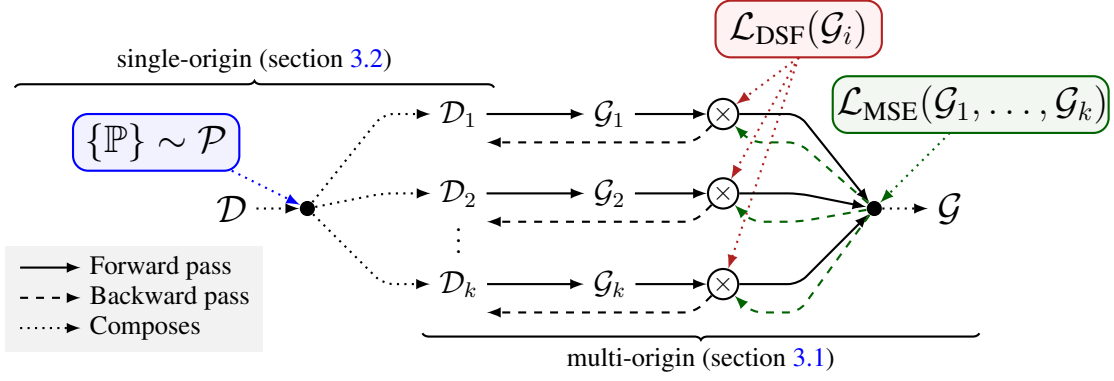 single-origin (section 3.2)
{ℙ} ∼ 𝒫
ℒ_DSF(𝒢_i)
ℒ_MSE(𝒢_1, . . . , 𝒢_k)
𝒟_1 𝒢_1 ×
𝒟_2 𝒢_2 ×
𝒟 𝒢
⋮
𝒟_k 𝒢_k ×
Forward pass
Backward pass
Composes
multi-origin (section 3.1)